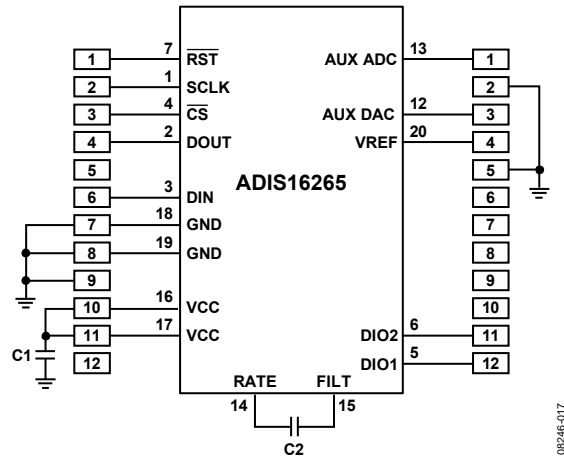 7 RST AUX ADC 13
1 1
1 SCLK
2 2
4 CS AUX DAC 12
3 3
2 DOUT VREF 20
4 4
5 ADIS16265 5
3 DIN
6 6
18 GND
7 7
19 GND
8 8
9 9
16 VCC
10 10
17 VCC DIO2 6
11 11
C1 12 DIO1 5 12
RATE FILT
14 15
C2
08246-017